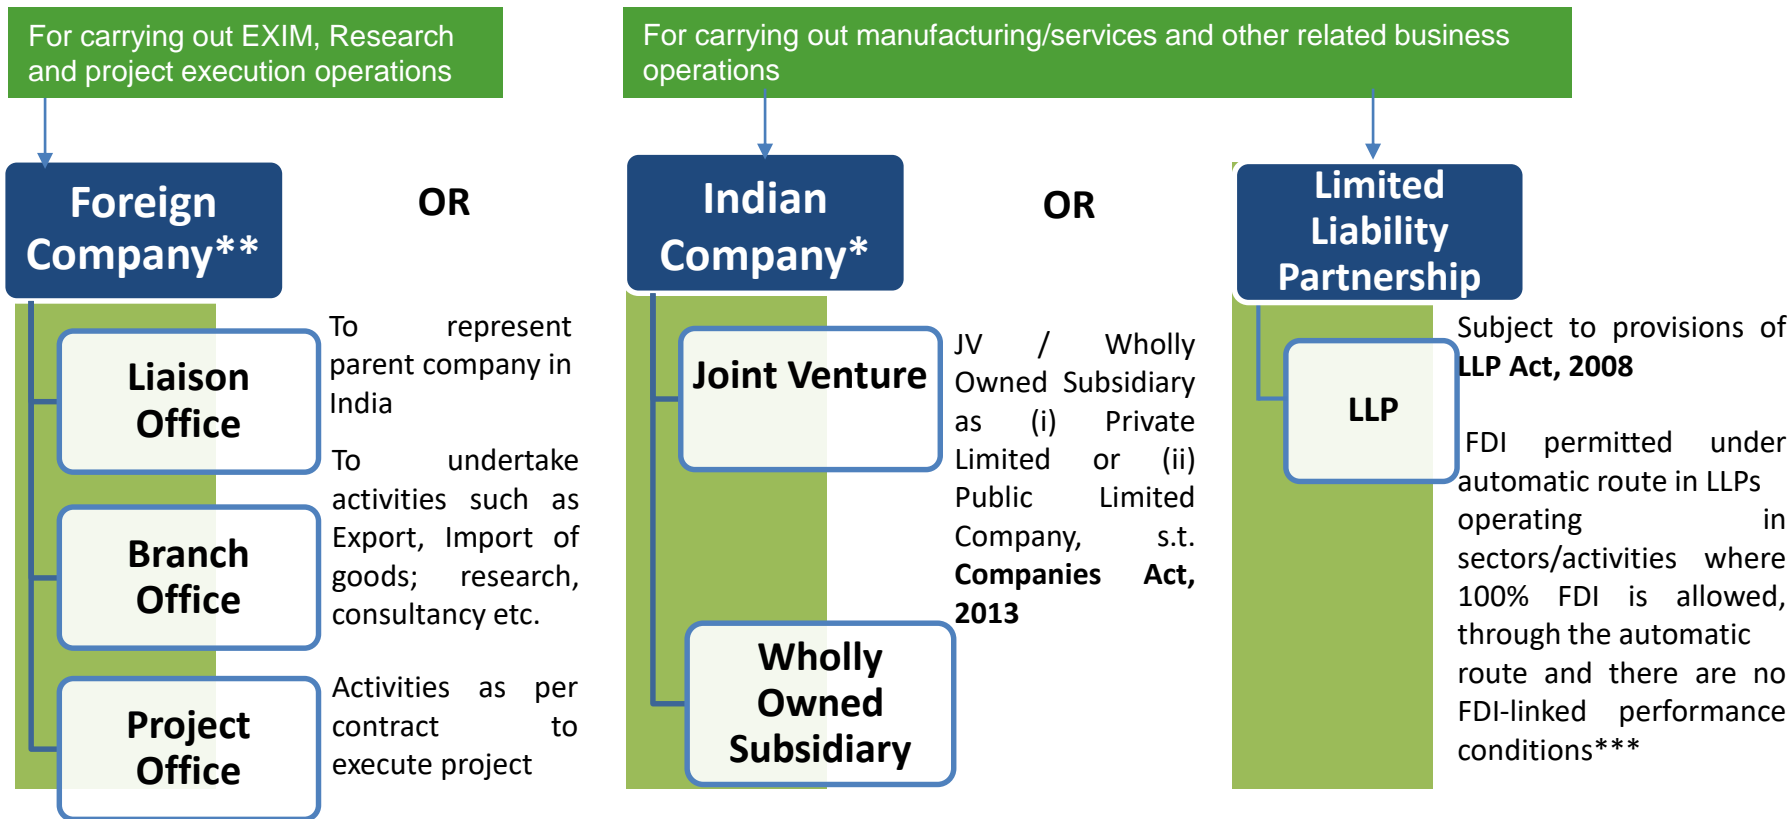 For carrying out EXIM, Research
and project execution operations
For carrying out manufacturing/services and other related business
operations
Foreign
Company**
OR
Indian
Company*
OR
Limited
Liability
Partnership
Liaison
Office
To represent
parent company in
India
Branch
Office
To undertake
activities such as
Export, Import of
goods; research,
consultancy etc.
Project
Office
Activities as per
contract to
execute project
Joint Venture
JV / Wholly
Owned Subsidiary
as (i) Private
Limited or (ii)
Public Limited
Company, s.t.
Companies Act,
2013
Wholly
Owned
Subsidiary
LLP
Subject to provisions of
LLP Act, 2008
FDI permitted under
automatic route in LLPs
operating in
sectors/activities where
100% FDI is allowed,
through the automatic
route and there are no
FDI-linked performance
conditions***